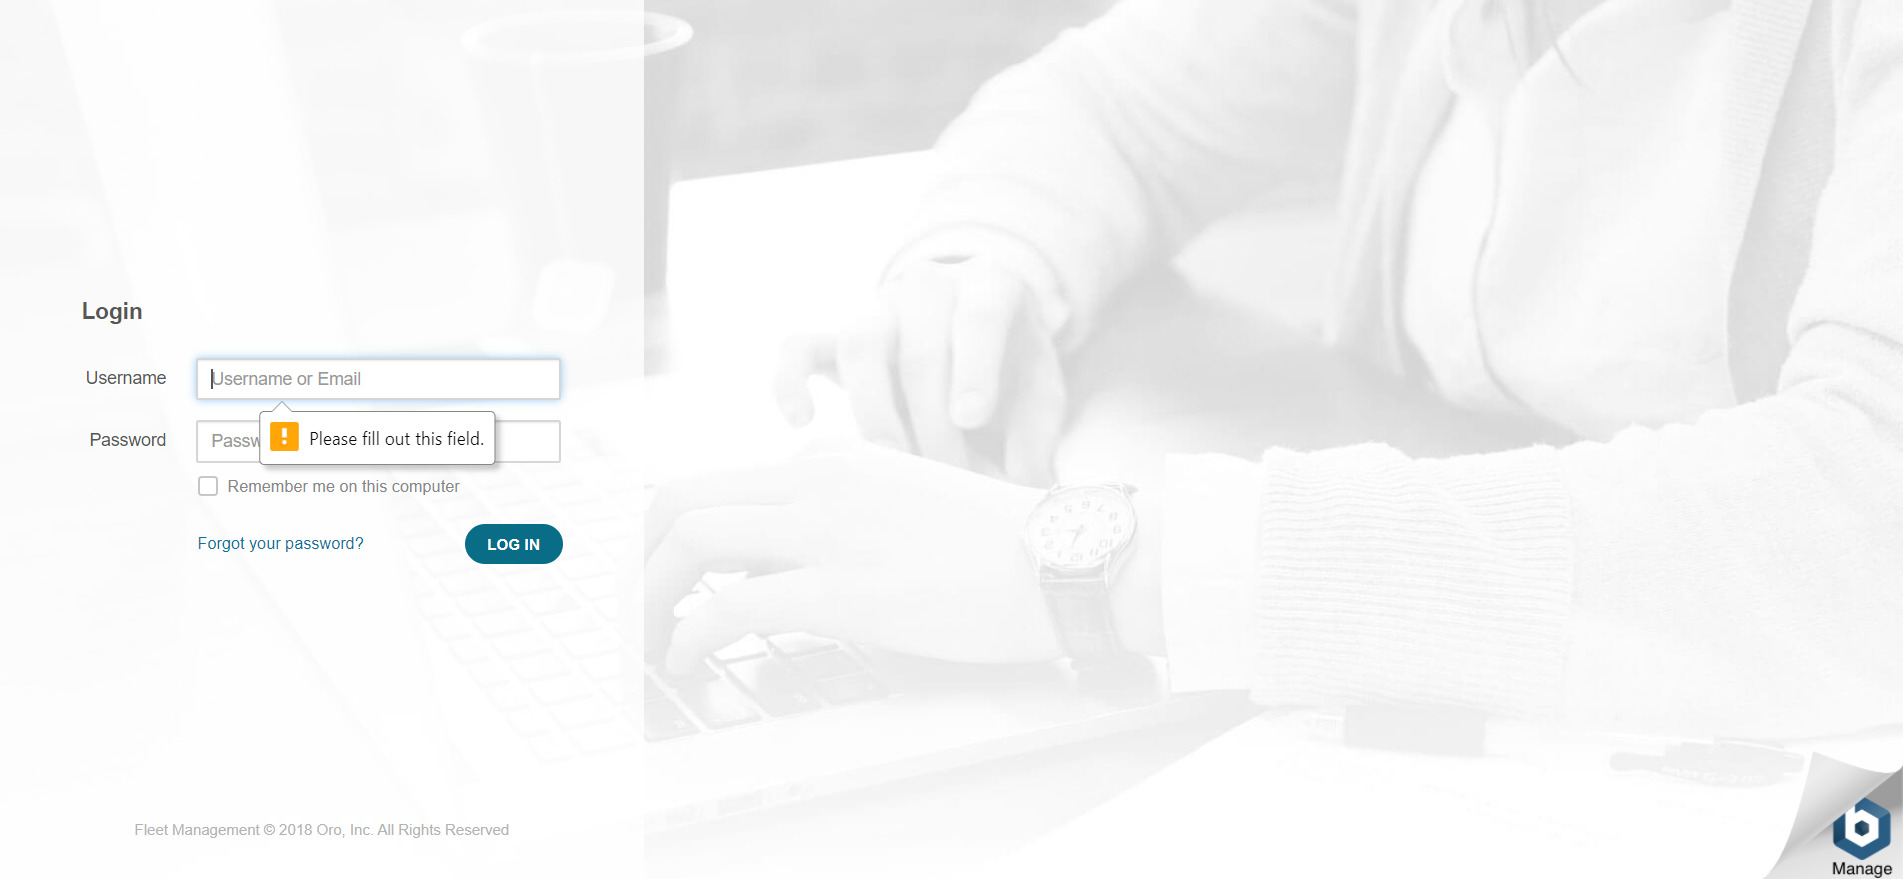 Login
Username
Username or Email
Password
Passw
Please fill out this field.
Remember me on this computer
Forgot your password?
LOG IN
Fleet Management © 2018 Oro, Inc. All Rights Reserved
Manage